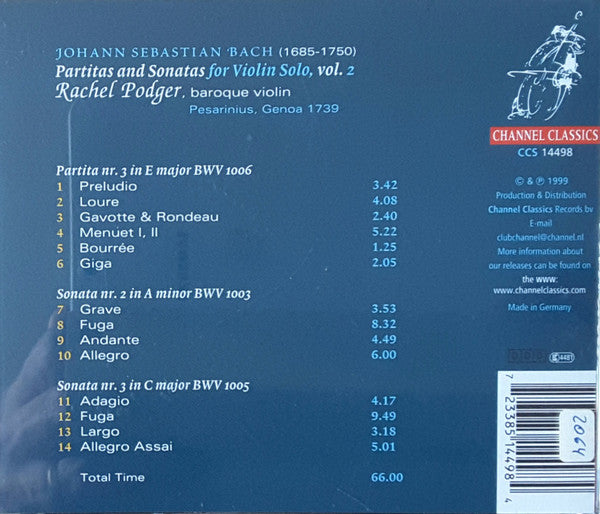 JOHANN SEBASTIAN BACH (1685-1750)
Partitas and Sonatas for Violin Solo, vol. 2
Rachel Podger, baroque violin
Pesarinius, Genoa 1739
Partita nr. 3 in E major BWV 1006
1 Preludio 3.42
2 Loure 4.08
3 Gavotte & Rondeau 2.40
4 Menuet I, II 5.22
5 Bourrée 1.25
6 Giga 2.05
Sonata nr. 2 in A minor BWV 1003
7 Grave 3.53
8 Fuga 8.32
9 Andante 4.49
10 Allegro 6.00
Sonata nr. 3 in C major BWV 1005
11 Adagio 4.17
12 Fuga 9.49
13 Largo 3.18
14 Allegro Assai 5.01
Total Time 66.00
CHANNEL CLASSICS
CCS 14498
© & ℗ 1999
Production & Distribution
Channel Classics Records bv
E-mail
clubchannel@channel.nl
More information about
our releases can be found on
the www:
www.channelclassics.com
Made in Germany
DDD
4481
7 23385 14498 4
2064